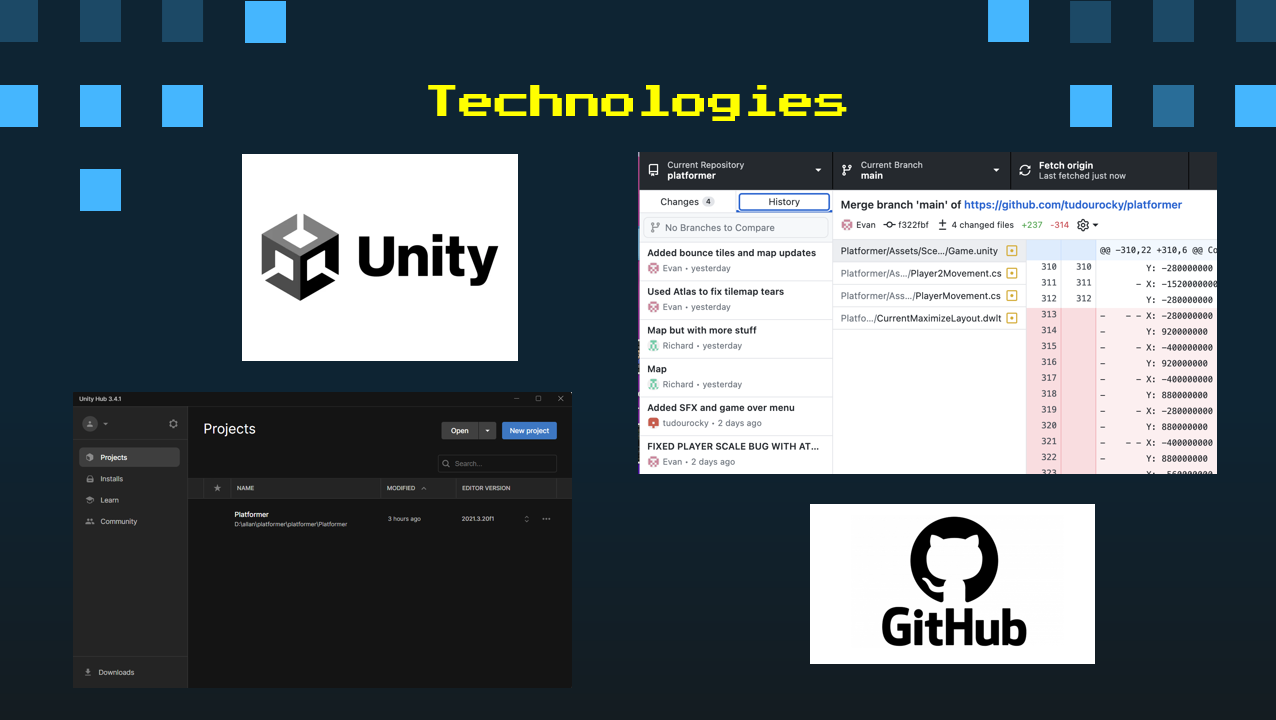 Technologies
Unity
Unity Hub 3.4.1
Projects
Open
New project
Projects
Installs
Learn
Community
Search...
NAME
MODIFIED
EDITOR VERSION
Platformer
D:\allan\platformer\platformer\Platformer
3 hours ago
2021.3.20f1
Downloads
Current Repository
platformer
Current Branch
main
Fetch origin
Last fetched just now
Changes 4
History
No Branches to Compare
Added bounce tiles and map updates
Evan • yesterday
Used Atlas to fix tilemap tears
Evan • yesterday
Map but with more stuff
Richard • yesterday
Map
Richard • yesterday
Added SFX and game over menu
tudourocky • 2 days ago
FIXED PLAYER SCALE BUG WITH AT...
Evan • 2 days ago
Merge branch 'main' of https://github.com/tudourocky/platformer
Evan f322fbf 4 changed files +237 -314
Platformer/Assets/Sce.../Game.unity
Platformer/As.../Player2Movement.cs
Platformer/Ass.../PlayerMovement.cs
Platfo.../CurrentMaximizeLayout.dwlt
@@ -310,22 +310,6 @@ Co
310 310 Y: -280000000
311 311 - X: -1520000000
312 312 Y: -280000000
313 - - - X: -280000000
314 - Y: 920000000
315 - - X: -400000000
316 - Y: 920000000
317 - - X: -400000000
318 - Y: 880000000
319 - - X: -280000000
320 - Y: 880000000
321 - - - X: -400000000
322 - Y: 880000000
323
GitHub